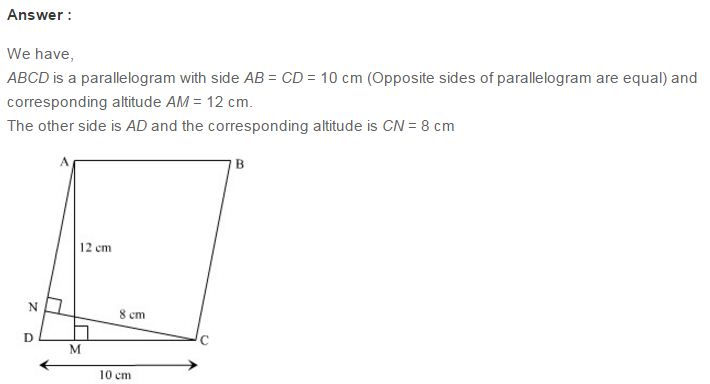 Answer :
We have,
ABCD is a parallelogram with side AB = CD = 10 cm (Opposite sides of parallelogram are equal) and
corresponding altitude AM = 12 cm.
The other side is AD and the corresponding altitude is CN = 8 cm
A
B
12 cm
N
8 cm
D
C
M
10 cm